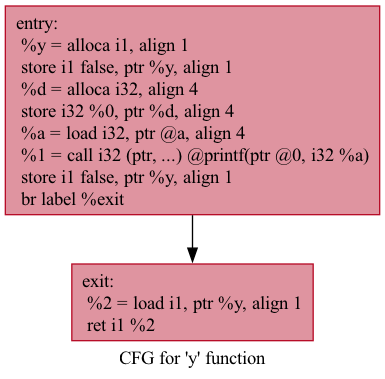 entry:
%y = alloca i1, align 1
store i1 false, ptr %y, align 1
%d = alloca i32, align 4
store i32 %0, ptr %d, align 4
%a = load i32, ptr @a, align 4
%1 = call i32 (ptr, ...) @printf(ptr @0, i32 %a)
store i1 false, ptr %y, align 1
br label %exit
exit:
%2 = load i1, ptr %y, align 1
ret i1 %2
CFG for 'y' function